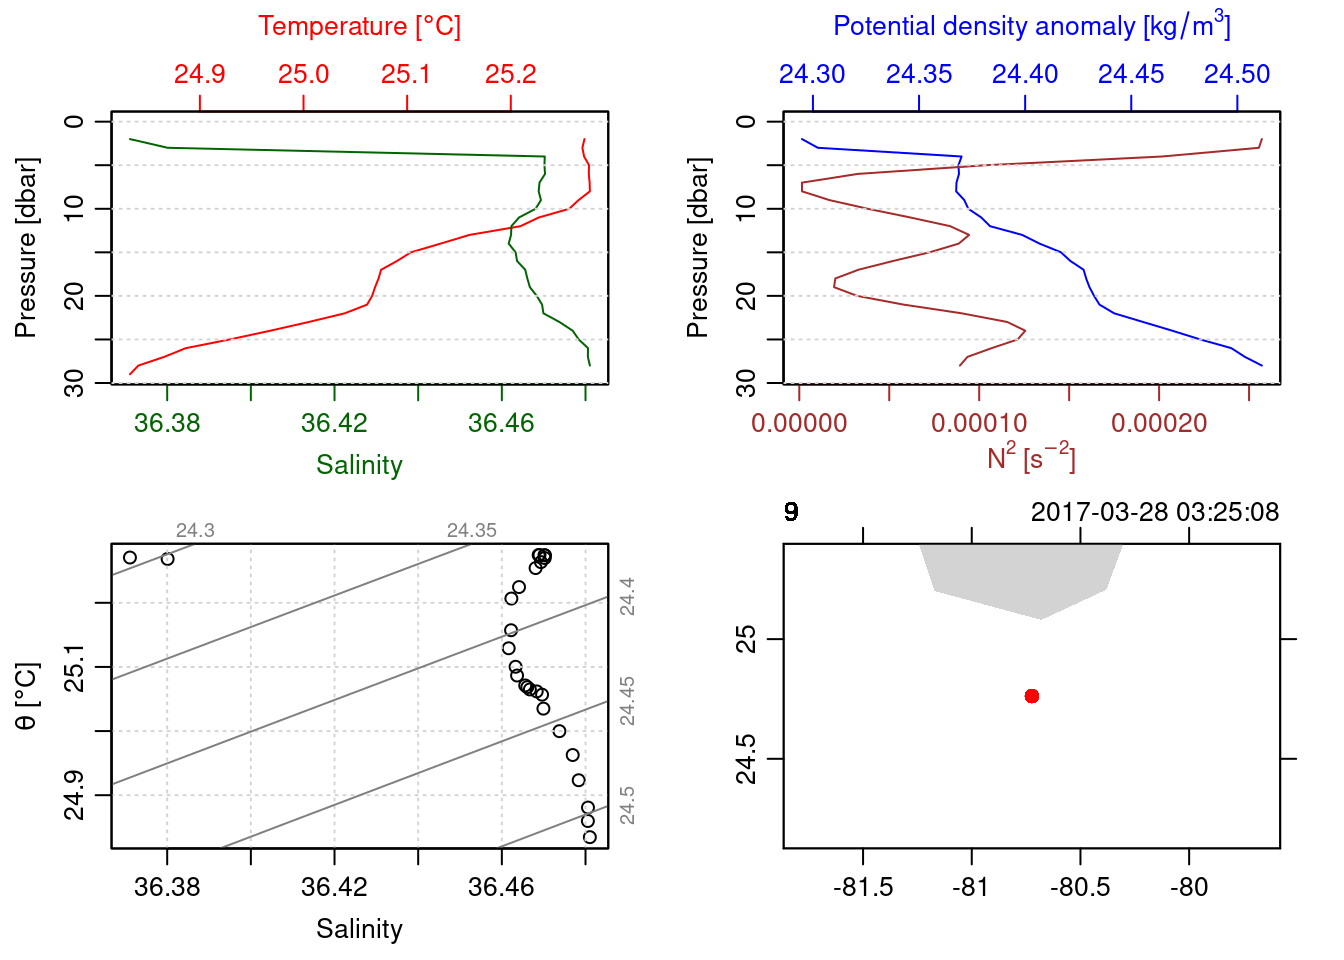 Temperature [°C]
24.9 25.0 25.1 25.2
Pressure [dbar]
0 10 20 30
36.38 36.42 36.46
Salinity
Potential density anomaly [kg/m³]
24.30 24.35 24.40 24.45 24.50
Pressure [dbar]
0 10 20 30
0.00000 0.00010 0.00020
N² [s⁻²]
24.3 24.35
24.4
24.45
24.5
θ [°C]
25.1
24.9
36.38 36.42 36.46
Salinity
2017-03-28 03:25:08
25
24.5
-81.5 -81 -80.5 -80